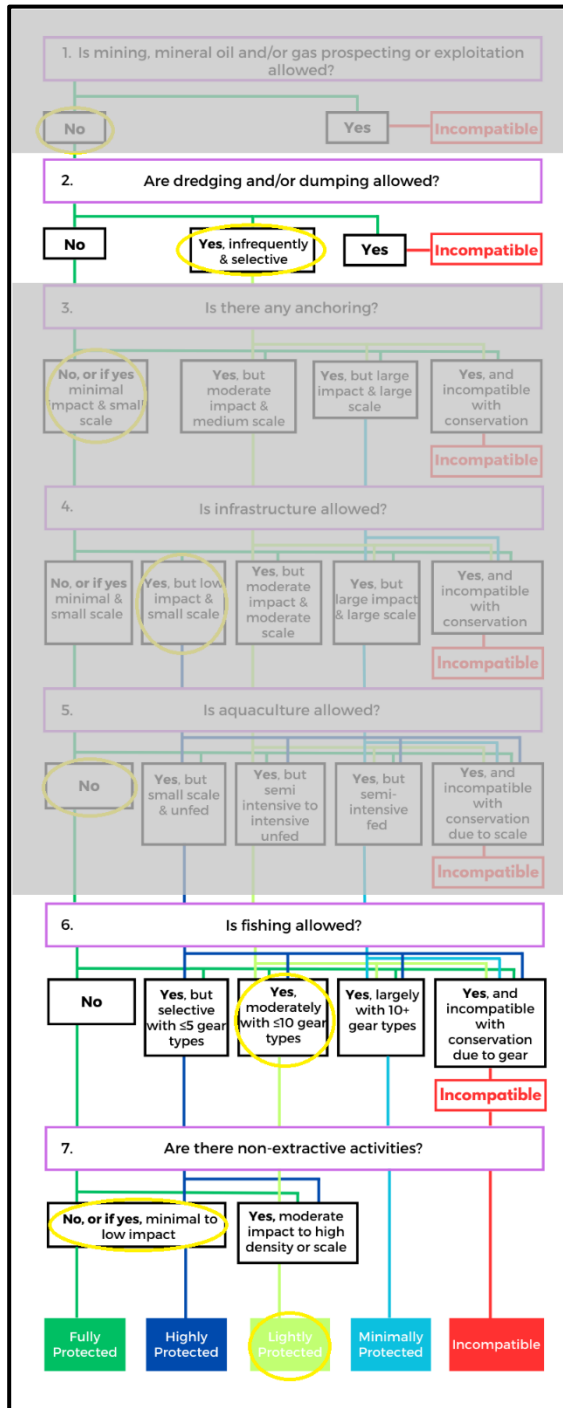 1. Is mining, mineral oil and/or gas prospecting or exploitation
allowed?
No
Yes
Incompatible
2. Are dredging and/or dumping allowed?
No
Yes, infrequently
& selective
Yes
Incompatible
3. Is there any anchoring?
No, or if yes
minimal
impact & small
scale
Yes, but
moderate
impact &
medium scale
Yes, but large
impact & large
scale
Yes, and
incompatible
with
conservation
Incompatible
4. Is infrastructure allowed?
No, or if yes
minimal &
small scale
Yes, but low
impact &
small scale
Yes, but
moderate
impact &
moderate
scale
Yes, but
large impact
& large scale
Yes, and
incompatible
with
conservation
Incompatible
5. Is aquaculture allowed?
No
Yes, but
small scale
& unfed
Yes, but
semi
intensive to
intensive
unfed
Yes, but
semi-
intensive
fed
Yes, and
incompatible
with
conservation
due to scale
Incompatible
6. Is fishing allowed?
No
Yes, but
selective
with ≤5 gear
types
Yes,
moderately
with ≤10 gear
types
Yes, largely
with 10+
gear types
Yes, and
incompatible
with
conservation
due to gear
Incompatible
7. Are there non-extractive activities?
No, or if yes, minimal to
low impact
Yes, moderate
impact to high
density or scale
Fully
Protected
Highly
Protected
Lightly
Protected
Minimally
Protected
Incompatible